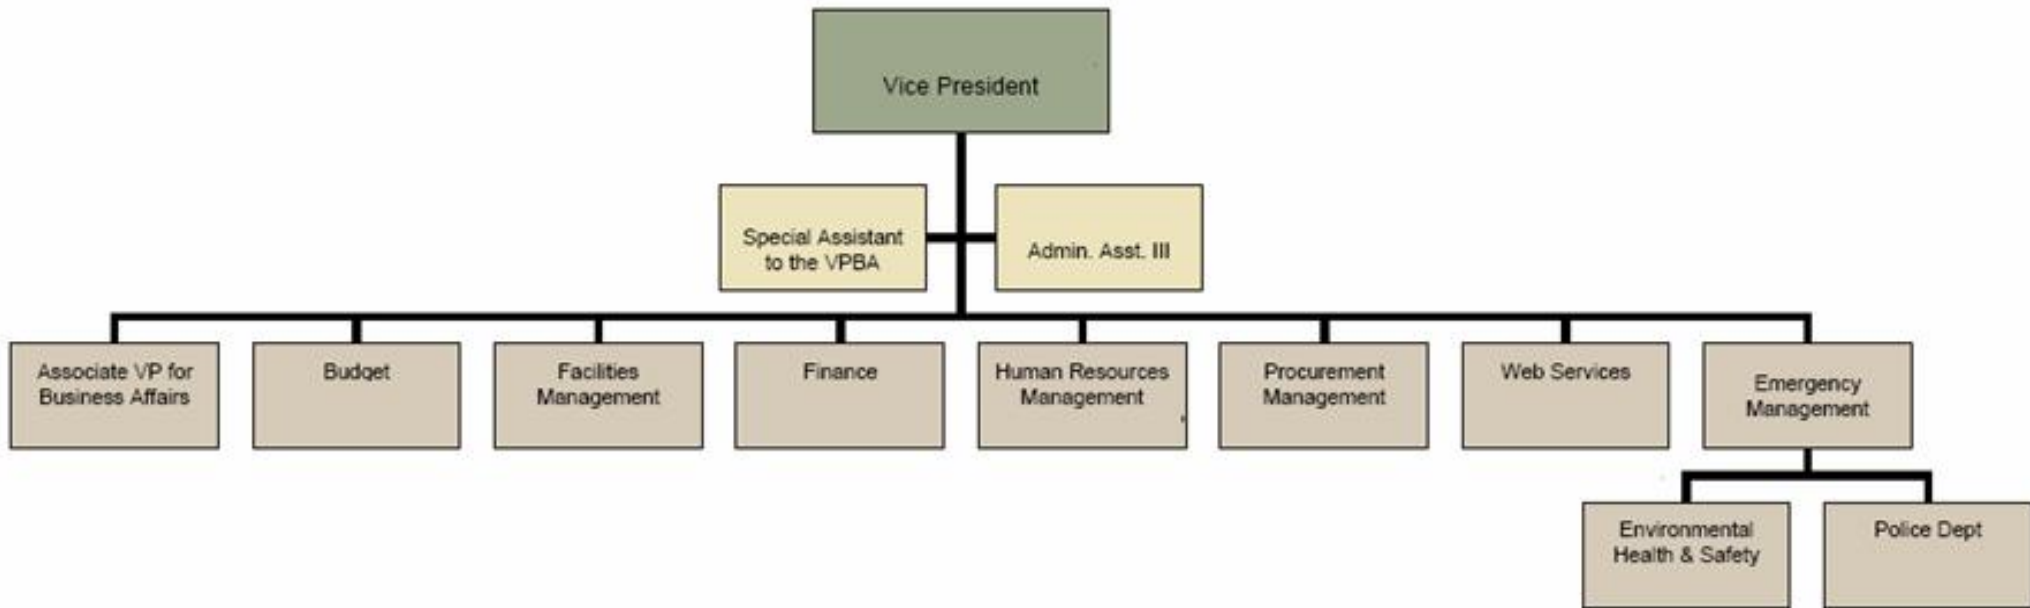 Vice President
Special Assistant
to the VPBA
Admin. Asst. III
Associate VP for
Business Affairs
Budget
Facilities
Management
Finance
Human Resources
Management
Procurement
Management
Web Services
Emergency
Management
Environmental
Health & Safety
Police Dept